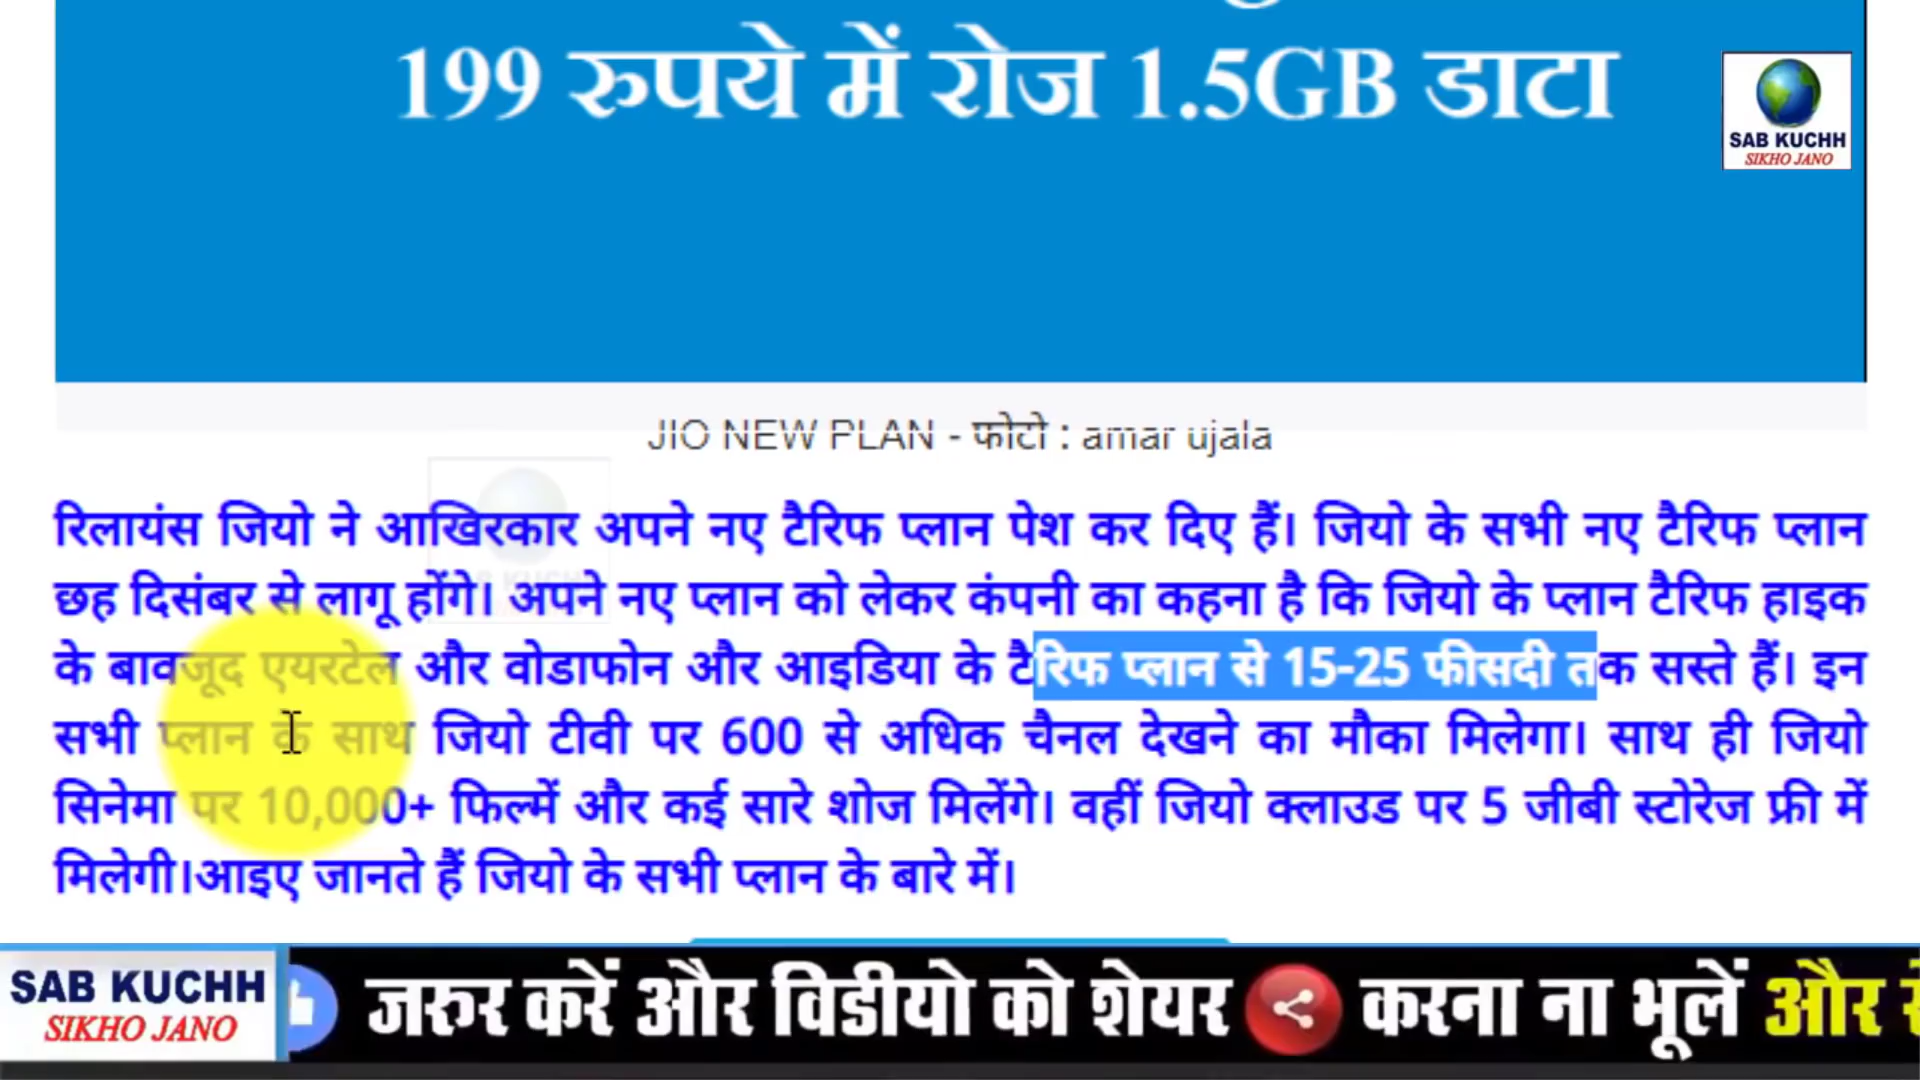 199 रुपये में रोज 1.5GB डाटा
SAB KUCHH
SIKHO JANO
JIO NEW PLAN - फोटो : amar ujala
रिलायंस जियो ने आखिरकार अपने नए टैरिफ प्लान पेश कर दिए हैं। जियो के सभी नए टैरिफ प्लान
छह दिसंबर से लागू होंगे। अपने नए प्लान को लेकर कंपनी का कहना है कि जियो के प्लान टैरिफ हाइक
के बावजूद एयरटेल और वोडाफोन और आइडिया के टैरिफ प्लान से 15-25 फीसदी तक सस्ते हैं। इन
सभी प्लान के साथ जियो टीवी पर 600 से अधिक चैनल देखने का मौका मिलेगा। साथ ही जियो
सिनेमा पर 10,000+ फिल्में और कई सारे शोज मिलेंगे। वहीं जियो क्लाउड पर 5 जीबी स्टोरेज फ्री में
मिलेगी।आइए जानते हैं जियो के सभी प्लान के बारे में।
SAB KUCHH
SIKHO JANO
जरूर करें और विडीयो को शेयर करना ना भूलें और